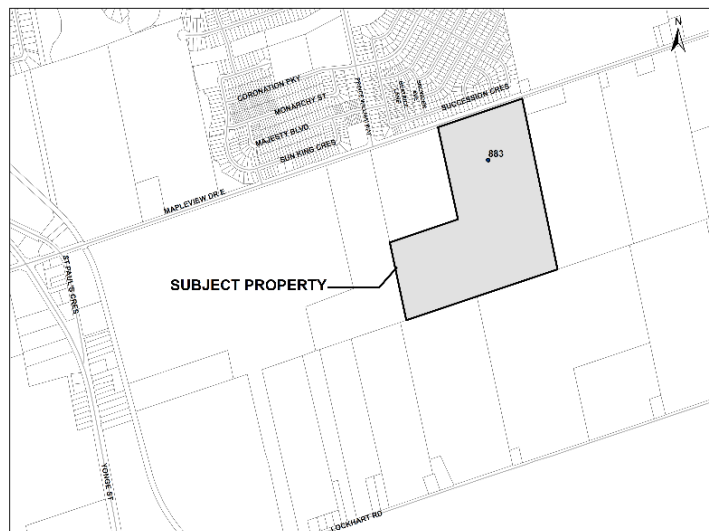 N
CORONATION PKY
MONARCHY ST
MAJESTY BLVD
SUN KING CRES
SUCCESSION CRES
883
MAPLEVIEW DR E
ST PAUL'S CRES
SUBJECT PROPERTY
YONGE ST
LOCKHART RD